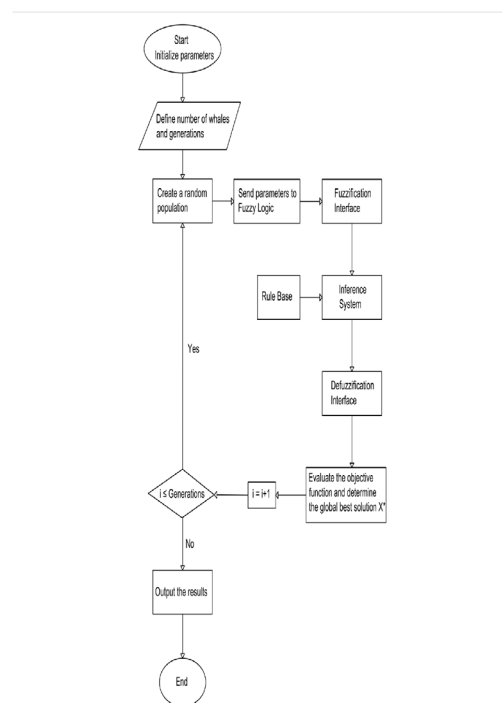 Start
Initialize parameters
Define number of whales
and generations
Create a random
population
Send parameters to
Fuzzy Logic
Fuzzification
Interface
Rule Base
Inference
System
Yes
Defuzzification
Interface
Evaluate the objective
function and determine
the global best solution X*
i = i+1
i ≤ Generations
No
Output the results
End